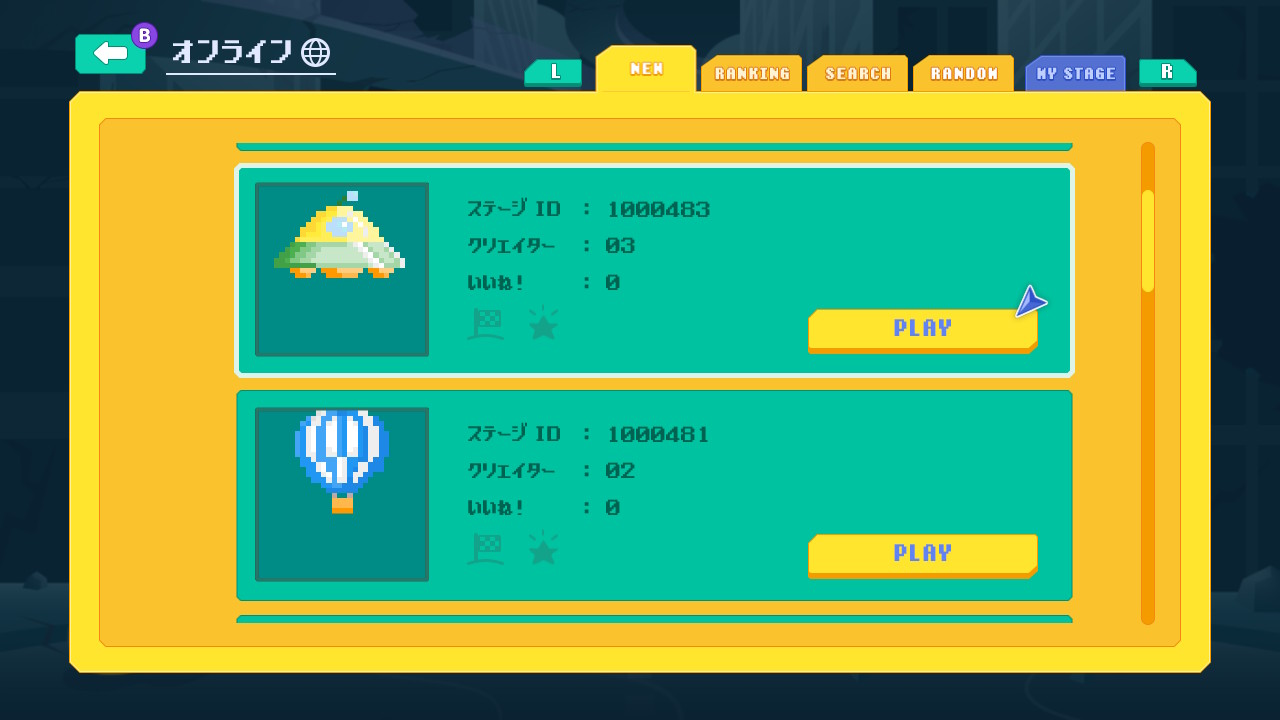 B
オンライン
L
NEW
RANKING
SEARCH
RANDOM
MY STAGE
R
ステージ ID : 1000483
クリエイター : 03
いいね! : 0
PLAY
ステージ ID : 1000481
クリエイター : 02
いいね! : 0
PLAY